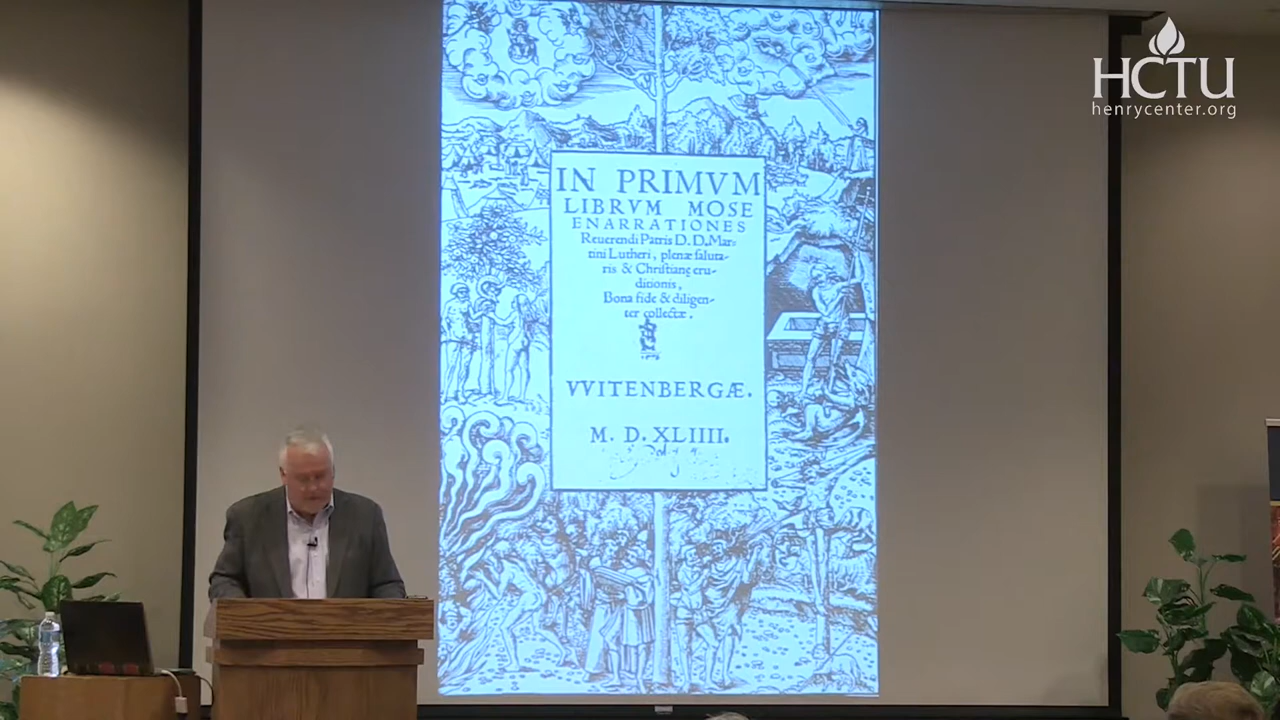 HCTU
henrycenter.org
IN PRIMVM
LIBRVM MOSE
ENARRATIONES
Reuerendi Patris D. D. Mar-
tini Lutheri, plenæ ſaluta-
ris & Chriſtianę eru-
ditionis,
Bona fide & diligen-
ter collectæ.
VVITENBERGÆ.
M. D. XLIIII.